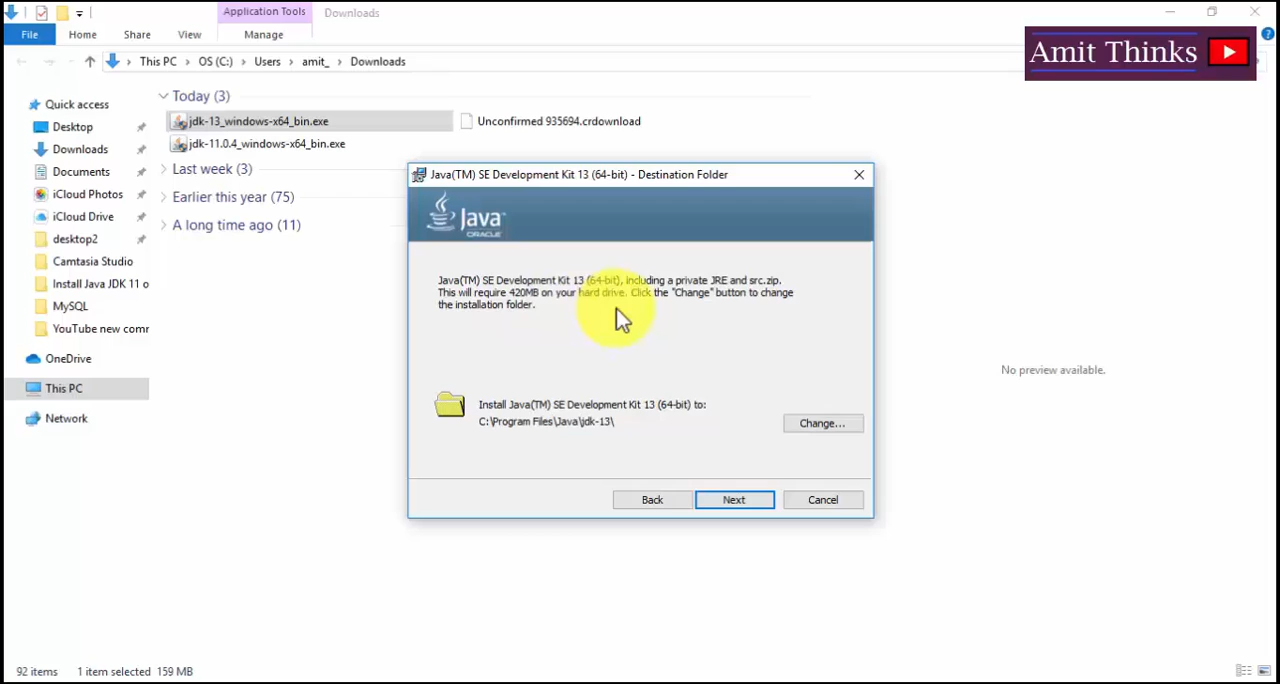 Application Tools
Downloads
File
Home
Share
View
Manage
This PC
OS (C:)
Users
amit_
Downloads
Amit Thinks
Quick access
Desktop
Downloads
Documents
iCloud Photos
iCloud Drive
desktop2
Camtasia Studio
Install Java JDK 11 o
MySQL
YouTube new comr
OneDrive
This PC
Network
Today (3)
jdk-13_windows-x64_bin.exe
Unconfirmed 935694.crdownload
jdk-11.0.4_windows-x64_bin.exe
Last week (3)
Earlier this year (75)
A long time ago (11)
Java(TM) SE Development Kit 13 (64-bit) - Destination Folder
Java
ORACLE
Java(TM) SE Development Kit 13 (64-bit), including a private JRE and src.zip.
This will require 420MB on your hard drive. Click the "Change" button to change
the installation folder.
Install Java(TM) SE Development Kit 13 (64-bit) to:
C:\Program Files\Java\jdk-13\
Change...
Back
Next
Cancel
No preview available.
92 items
1 item selected 159 MB